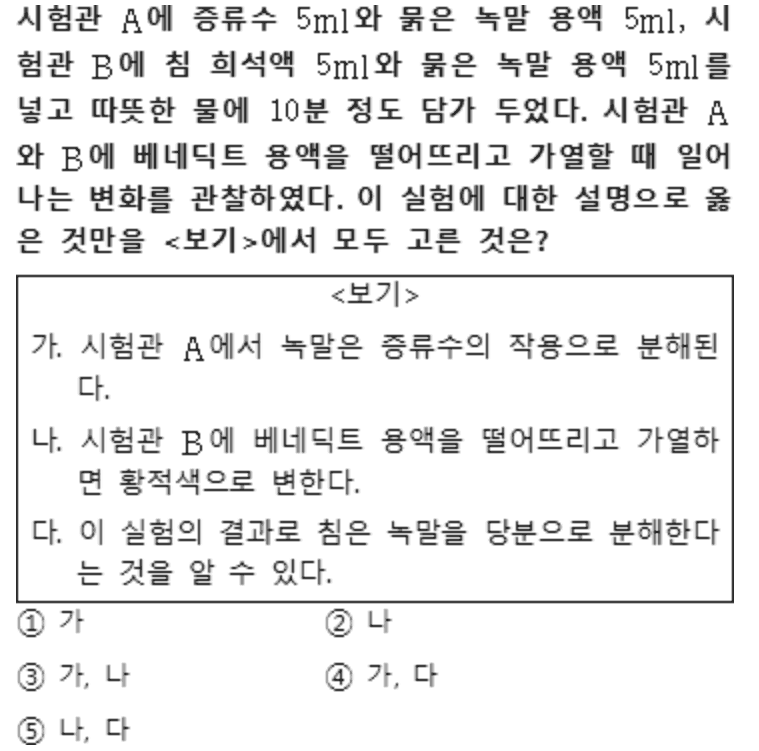 시험관 A에 증류수 5ml와 묽은 녹말 용액 5ml, 시
험관 B에 침 희석액 5ml와 묽은 녹말 용액 5ml를
넣고 따뜻한 물에 10분 정도 담가 두었다. 시험관 A
와 B에 베네딕트 용액을 떨어뜨리고 가열할 때 일어
나는 변화를 관찰하였다. 이 실험에 대한 설명으로 옳
은 것만을 <보기>에서 모두 고른 것은?
<보기>
가. 시험관 A에서 녹말은 증류수의 작용으로 분해된
다.
나. 시험관 B에 베네딕트 용액을 떨어뜨리고 가열하
면 황적색으로 변한다.
다. 이 실험의 결과로 침은 녹말을 당분으로 분해한다
는 것을 알 수 있다.
① 가 ② 나
③ 가, 나 ④ 가, 다
⑤ 나, 다